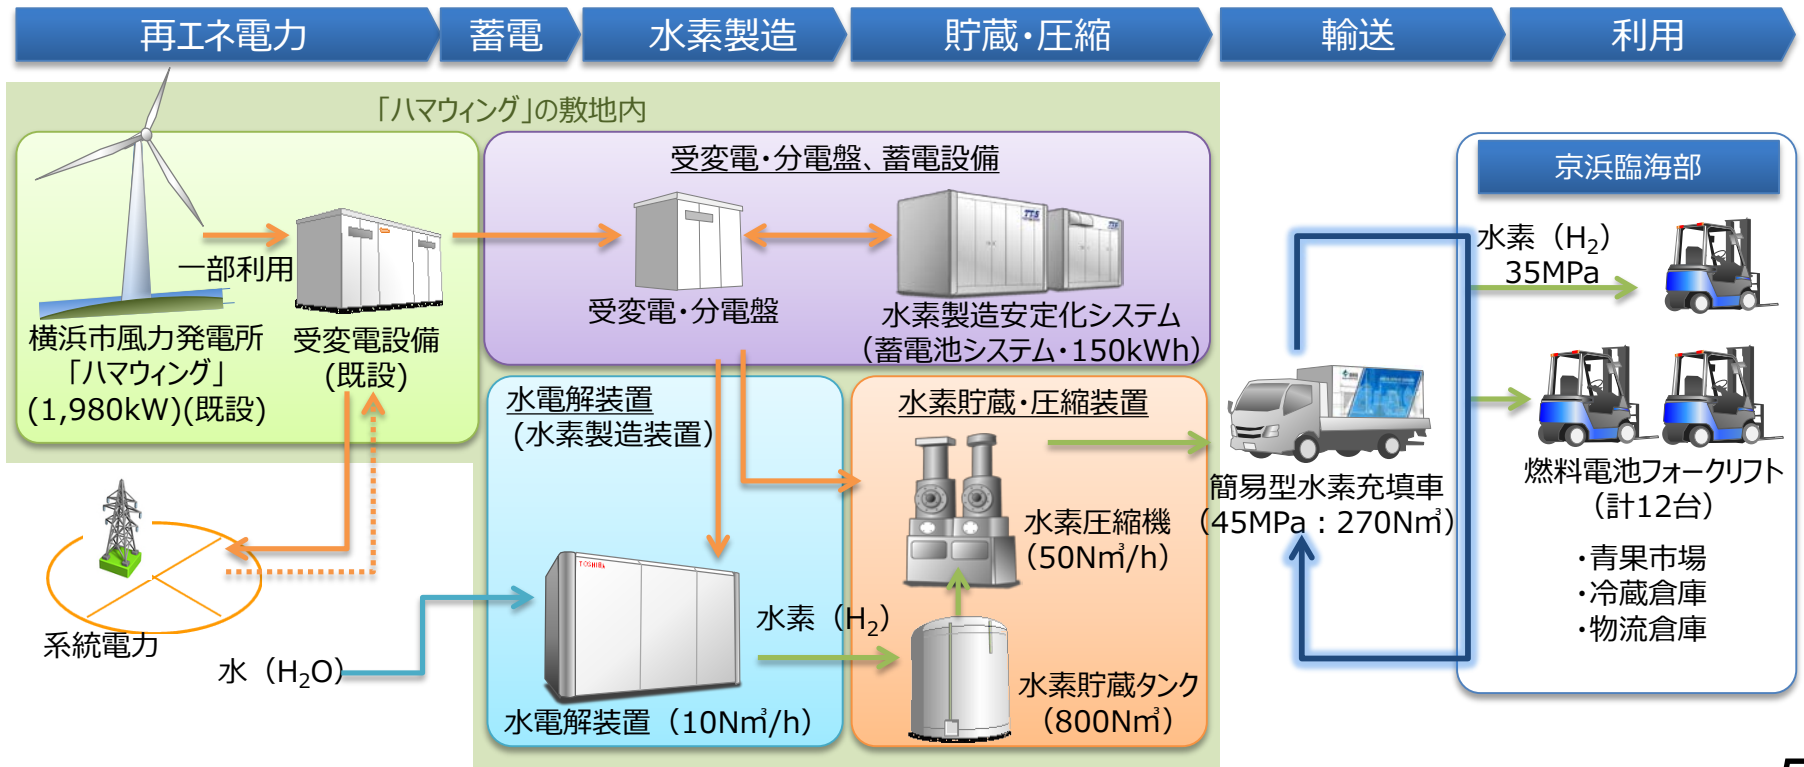 再エネ電力
蓄電
水素製造
貯蔵・圧縮
輸送
利用
「ハマウィング」の敷地内
一部利用
横浜市風力発電所
「ハマウィング」
(1,980kW)(既設)
受変電設備
(既設)
受変電・分電盤、蓄電設備
受変電・分電盤
水素製造安定化システム
（蓄電池システム・150kWh）
系統電力
水（H₂O）
水電解装置
(水素製造装置）
TOSHIBA
水電解装置（10N㎥/h）
水素（H₂）
水素貯蔵・圧縮装置
水素圧縮機
（50N㎥/h）
水素貯蔵タンク
（800N㎥）
簡易型水素充填車
（45MPa：270N㎥）
京浜臨海部
水素（H₂）
35MPa
燃料電池フォークリフト
（計12台）
・青果市場
・冷蔵倉庫
・物流倉庫